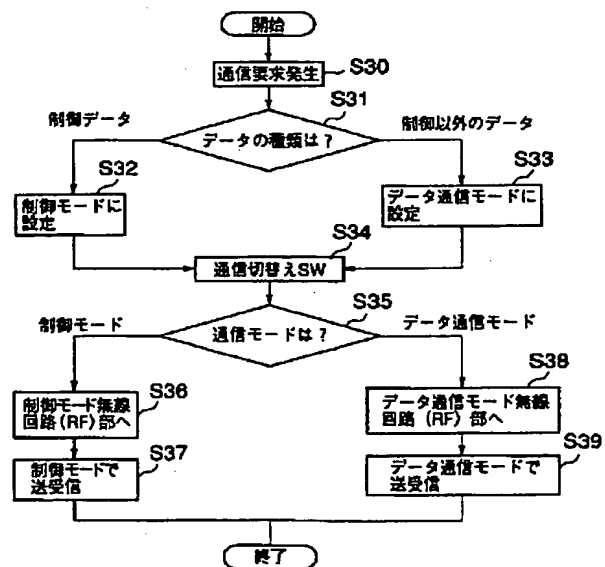 開始
通信要求発生
S30
S31
データの種類は？
制御データ
制御以外のデータ
S32
制御モードに
設定
S33
データ通信モードに
設定
S34
通信切替えSW
S35
通信モードは？
制御モード
データ通信モード
S36
制御モード無線
回路（RF）部へ
S38
データ通信モード無線
回路（RF）部へ
S37
制御モードで
送受信
S39
データ通信モードで
送受信
終了